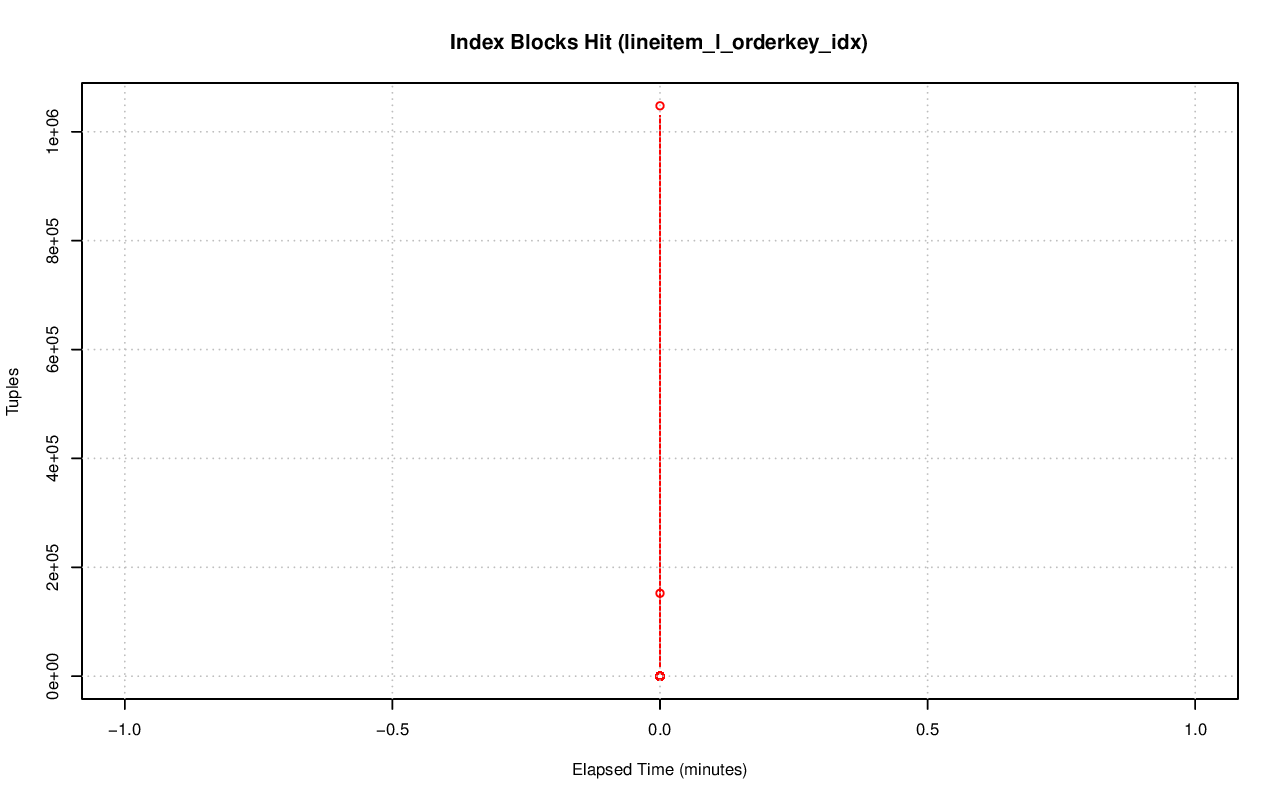 Index Blocks Hit (lineitem_l_orderkey_idx)
1e+06
8e+05
6e+05
4e+05
2e+05
0e+00
Tuples
−1.0
−0.5
0.0
0.5
1.0
Elapsed Time (minutes)